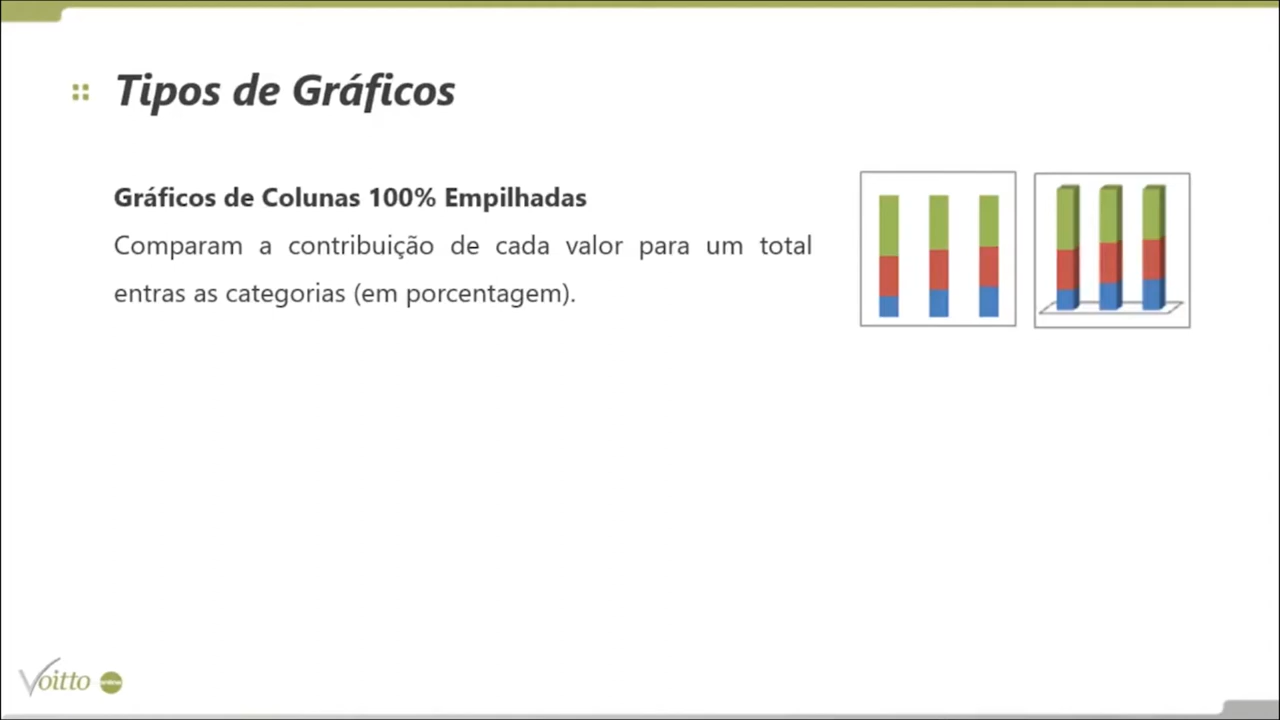 Tipos de Gráficos
Gráficos de Colunas 100% Empilhadas
Comparam a contribuição de cada valor para um total
entras as categorias (em porcentagem).
Voitto